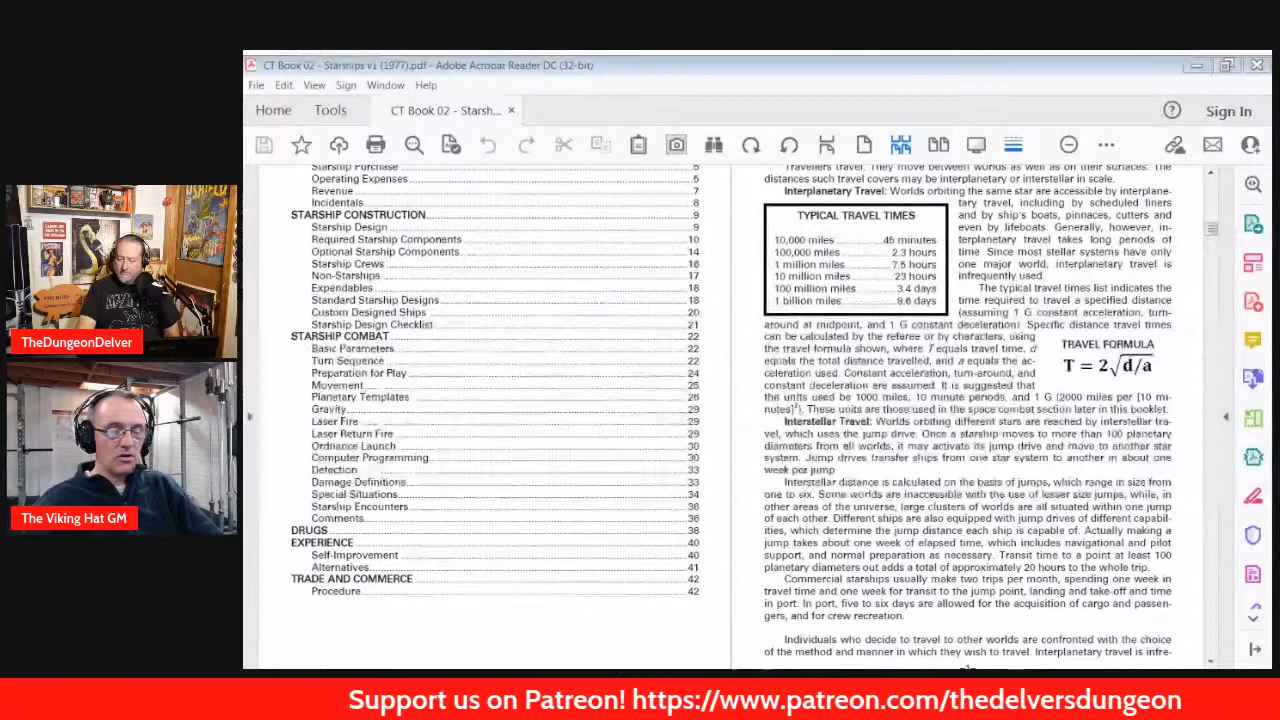 CT Book 02 - Starships v1 (1977).pdf - Adobe Acrobat Reader DC (32-bit)
File Edit View Sign Window Help
Home Tools CT Book 02 - Starsh... × Sign In
Starship Purchase 5
Operating Expenses 6
Revenue 7
Incidentals 8
STARSHIP CONSTRUCTION 9
Starship Design 9
Required Starship Components 10
Optional Starship Components 14
Starship Crews 16
Non-Starships 17
Expendables 18
Standard Starship Designs 18
Custom Designed Ships 20
Starship Design Checklist 21
STARSHIP COMBAT 22
Basic Parameters 22
Turn Sequence 22
Preparation for Play 24
Movement 25
Planetary Templates 26
Gravity 29
Laser Fire 29
Laser Return Fire 29
Ordnance Launch 30
Computer Programming 30
Detection 33
Damage Definitions 33
Special Situations 34
Starship Encounters 36
Comments 36
DRUGS 38
EXPERIENCE 40
Self-Improvement 40
Alternatives 41
TRADE AND COMMERCE 42
Procedure 42
Travellers travel. They move between worlds as well as on their surfaces. The
distances such travel covers may be interplanetary or interstellar in scale.
Interplanetary Travel: Worlds orbiting the same star are accessible by interplane-
tary travel, including by scheduled liners
and by ship's boats, pinnaces, cutters and
even by lifeboats. Generally, however, in-
terplanetary travel takes long periods of
time. Since most stellar systems have only
one major world, interplanetary travel is
infrequently used.
TYPICAL TRAVEL TIMES
10,000 miles 45 minutes
100,000 miles 2.3 hours
1 million miles 7.5 hours
10 million miles 23 hours
100 million miles 3.4 days
1 billion miles 9.6 days
The typical travel times list indicates the
time required to travel a specified distance
(assuming 1 G constant acceleration, turn-
around at midpoint, and 1 G constant deceleration) Specific distance travel times
can be calculated by the referee or by characters, using
the travel formula shown, where T equals travel time, d
equals the total distance travelled, and a equals the ac-
celeration used. Constant acceleration, turn-around, and
constant deceleration are assumed. It is suggested that
TRAVEL FORMULA
T = 2√d/a
the units used be 1000 miles, 10 minute periods, and 1 G (2000 miles per [10 mi-
nutes]²). These units are those used in the space combat section later in this booklet.
Interstellar Travel: Worlds orbiting different stars are reached by interstellar tra-
vel, which uses the jump drive. Once a starship moves to more than 100 planetary
diameters from all worlds, it may activate its jump drive and move to another star
system. Jump drives transfer ships from one star system to another in about one
week per jump
Interstellar distance is calculated on the basis of jumps, which range in size from
one to six. Some worlds are inaccessible with the use of lesser size jumps, while, in
other areas of the universe, large clusters of worlds are all situated within one jump
of each other. Different ships are also equipped with jump drives of different capabil-
ities, which determine the jump distance each ship is capable of. Actually making a
jump takes about one week of elapsed time, which includes navigational and pilot
support, and normal preparation as necessary. Transit time to a point at least 100
planetary diameters out adds a total of approximately 20 hours to the whole trip.
Commercial starships usually make two trips per month, spending one week in
travel time and one week for transit to the jump point, landing and take-off and time
in port. In port, five to six days are allowed for the acquisition of cargo and passen-
gers, and for crew recreation.
Individuals who decide to travel to other worlds are confronted with the choice
of the method and manner in which they wish to travel. Interplanetary travel is infre-
TheDungeonDelver
The Viking Hat GM
Support us on Patreon! https://www.patreon.com/thedelversdungeon